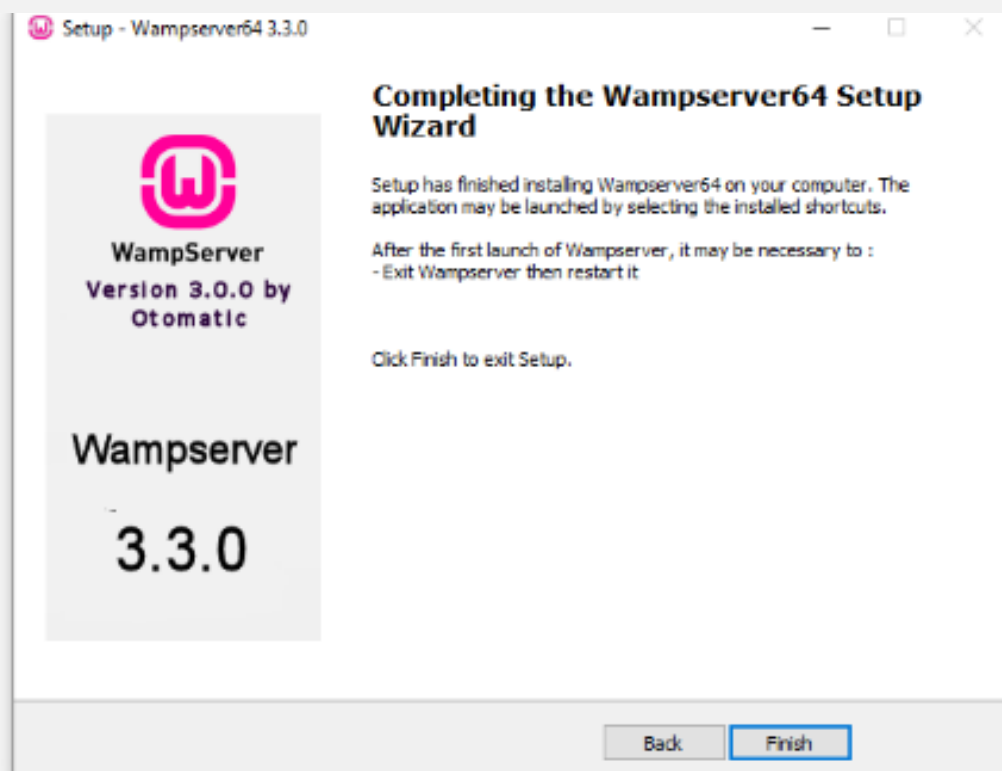 Setup - Wampserver64 3.3.0
Completing the Wampserver64 Setup
Wizard
Setup has finished installing Wampserver64 on your computer. The
application may be launched by selecting the installed shortcuts.
After the first launch of Wampserver, it may be necessary to :
- Exit Wampserver then restart it
Click Finish to exit Setup.
W
WampServer
Version 3.0.0 by
Otomatic
Wampserver
3.3.0
Back
Finish